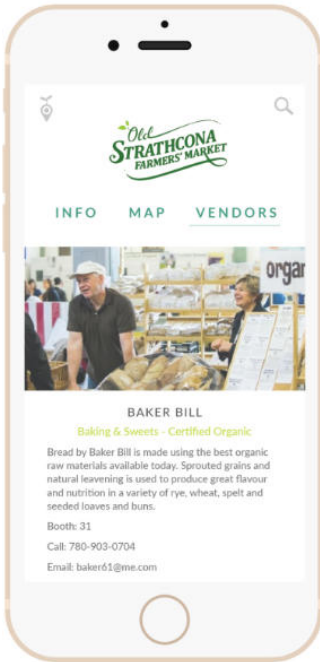 Old
STRATHCONA
FARMERS' MARKET
INFO MAP VENDORS
organ
BAKER BILL
Baking & Sweets - Certified Organic
Bread by Baker Bill is made using the best organic
raw materials available today. Sprouted grains and
natural leavening is used to produce great flavour
and nutrition in a variety of rye, wheat, spelt and
seeded loaves and buns.
Booth: 31
Call: 780-903-0704
Email: baker61@me.com